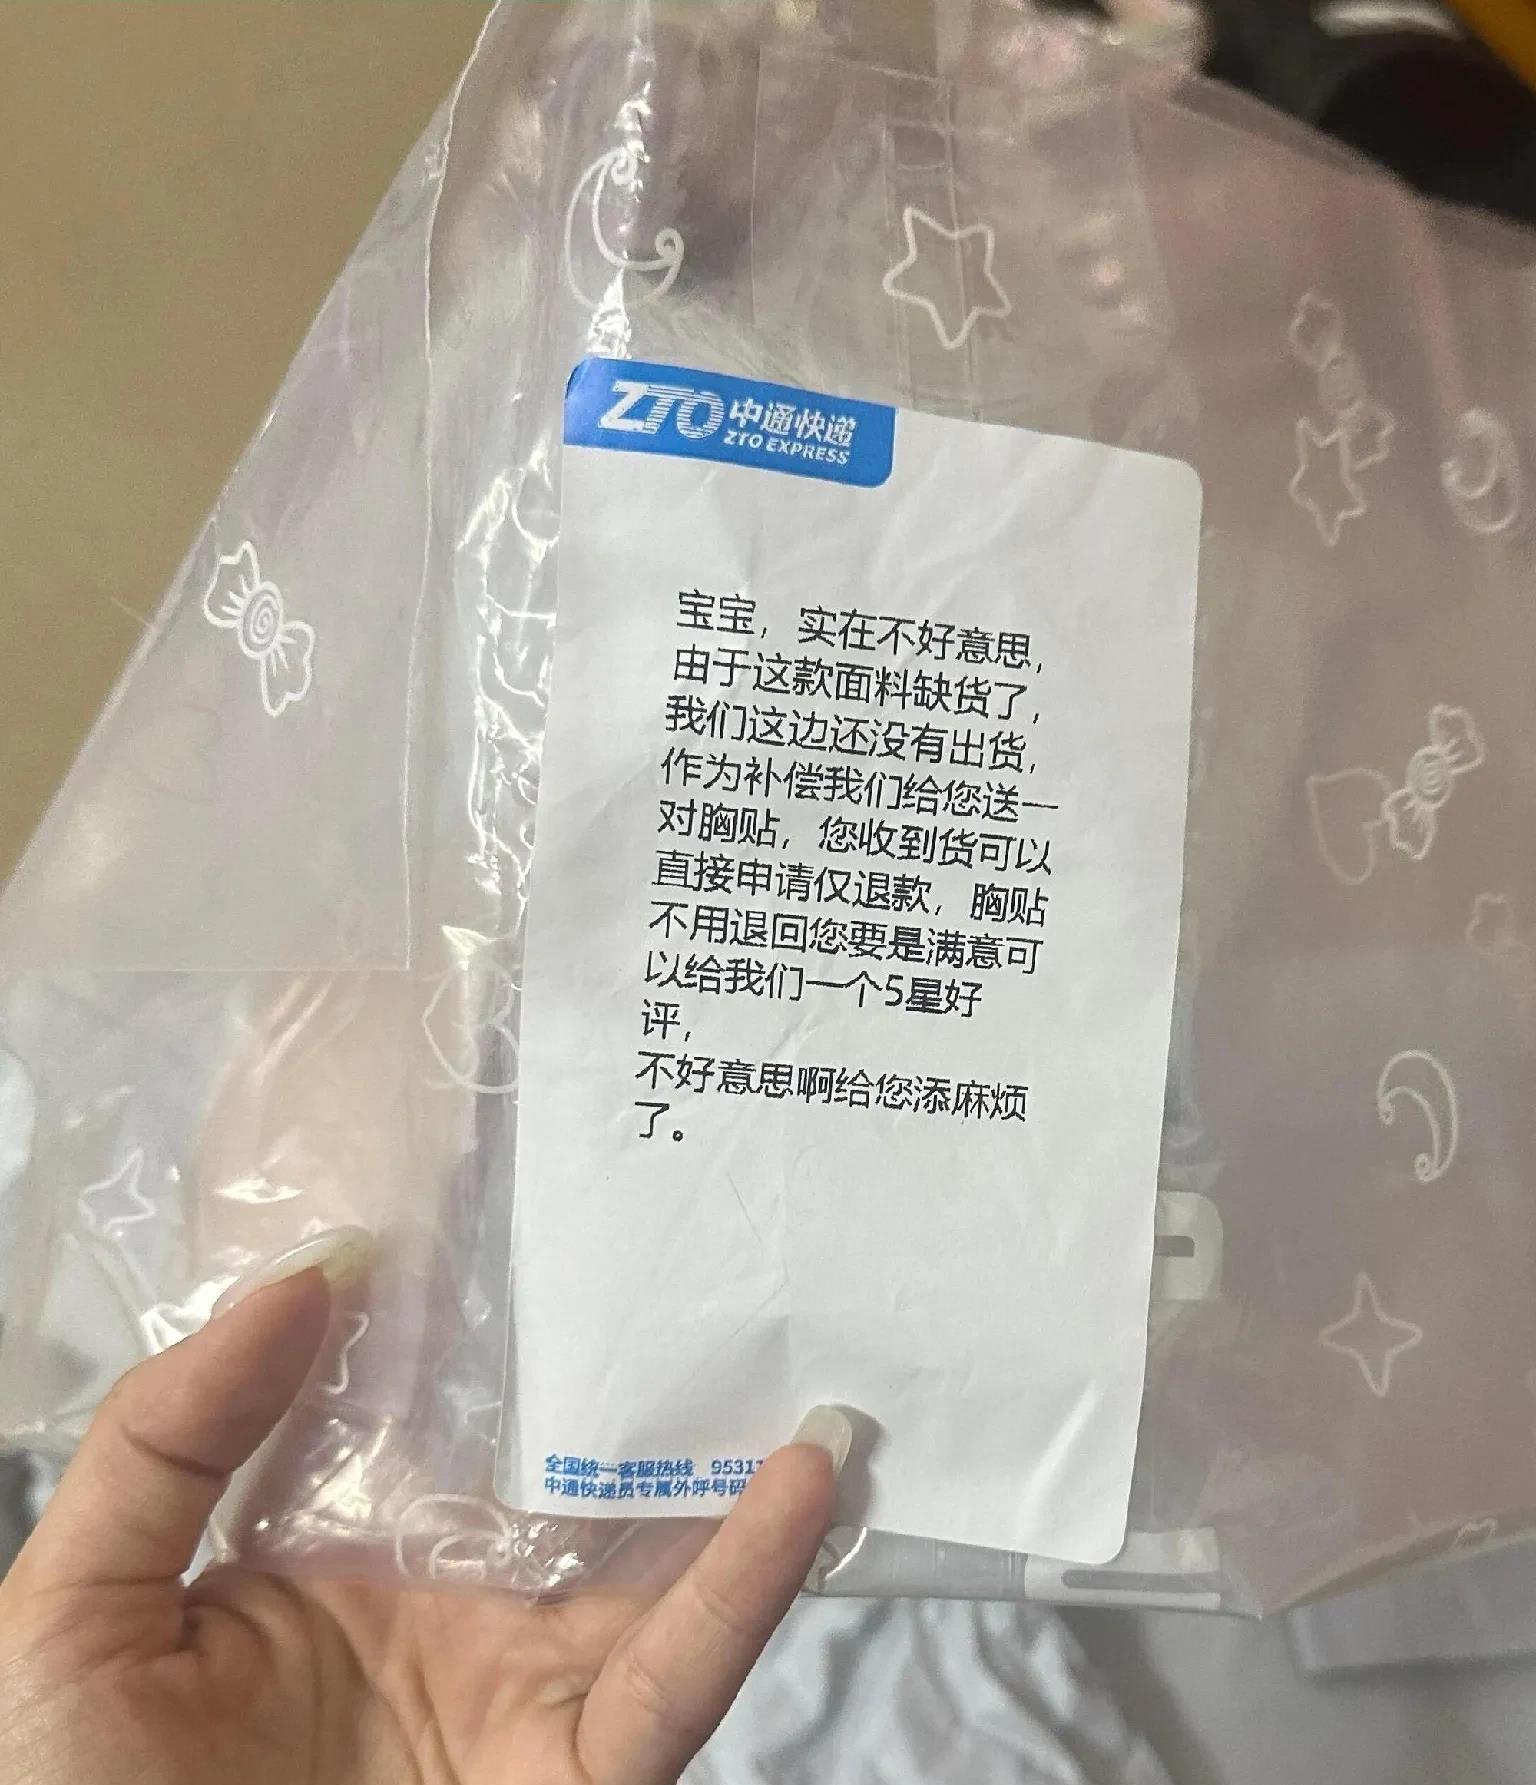 ZTO 中通快递
ZTO EXPRESS
宝宝，实在不好意思，
由于这款面料缺货了，
我们这边还没有出货，
作为补偿我们给您送一
对胸贴，您收到货可以
直接申请仅退款，胸贴
不用退回您要是满意可
以给我们一个5星好
评，
不好意思啊给您添麻烦
了。
全国统一客服热线 9531
中通快递员专属外呼号码